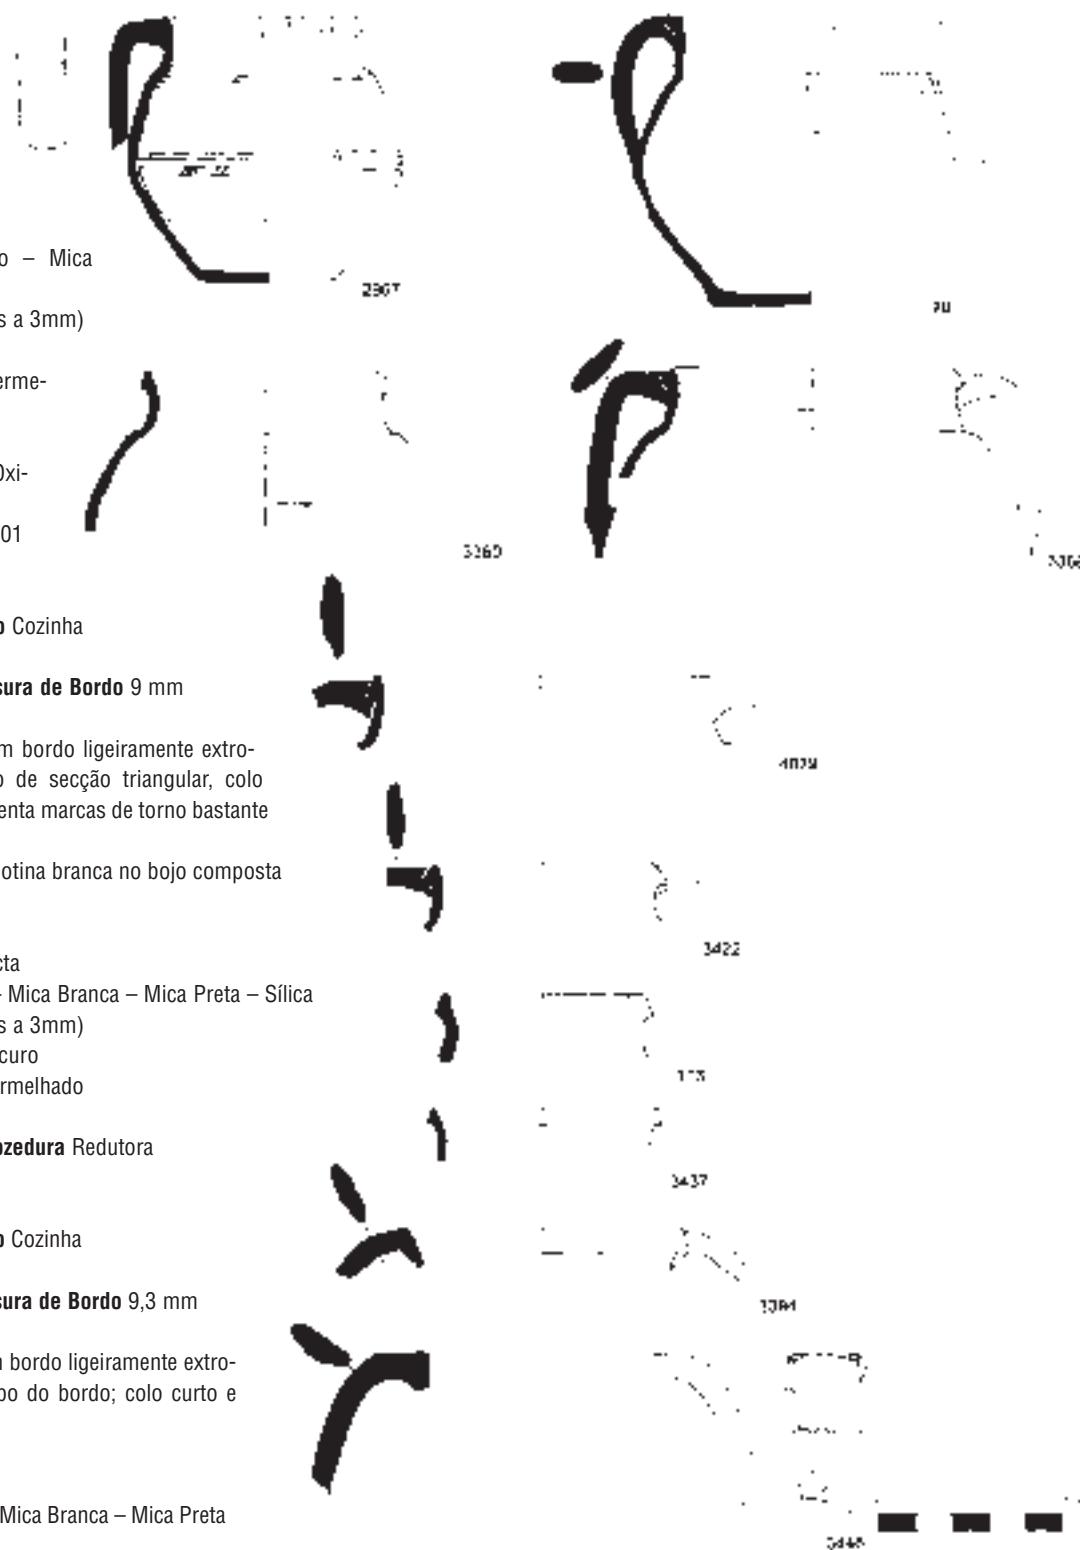 o – Mica
s a 3mm)
erme-
Oxi-
01
o Cozinha
sura de Bordo 9 mm
m bordo ligeiramente extro-
o de secção triangular, colo
enta marcas de torno bastante
otina branca no bojo composta
cta
- Mica Branca – Mica Preta – Sílica
s a 3mm)
curo
rmelhado
ozedura Redutora
o Cozinha
sura de Bordo 9,3 mm
n bordo ligeiramente extro-
po do bordo; colo curto e
Mica Branca – Mica Preta
2967
3260
4029
3422
3437